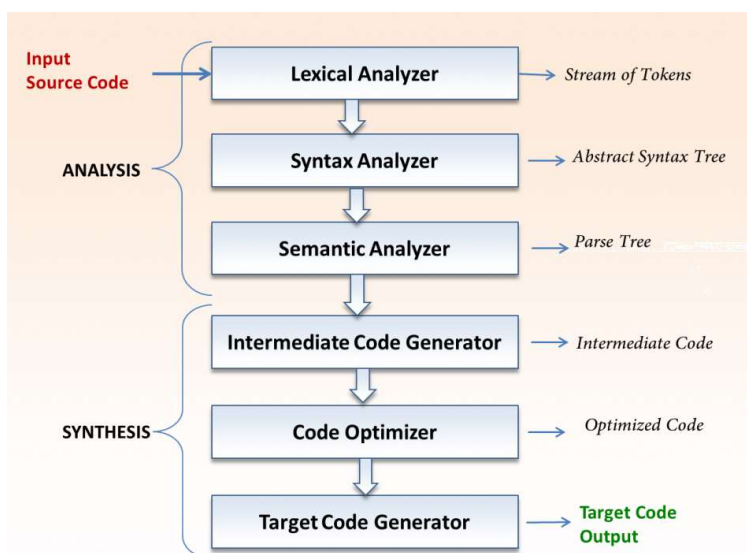 Input
Source Code
Lexical Analyzer
Stream of Tokens
Syntax Analyzer
Abstract Syntax Tree
ANALYSIS
Semantic Analyzer
Parse Tree
Intermediate Code Generator
Intermediate Code
SYNTHESIS
Code Optimizer
Optimized Code
Target Code Generator
Target Code
Output